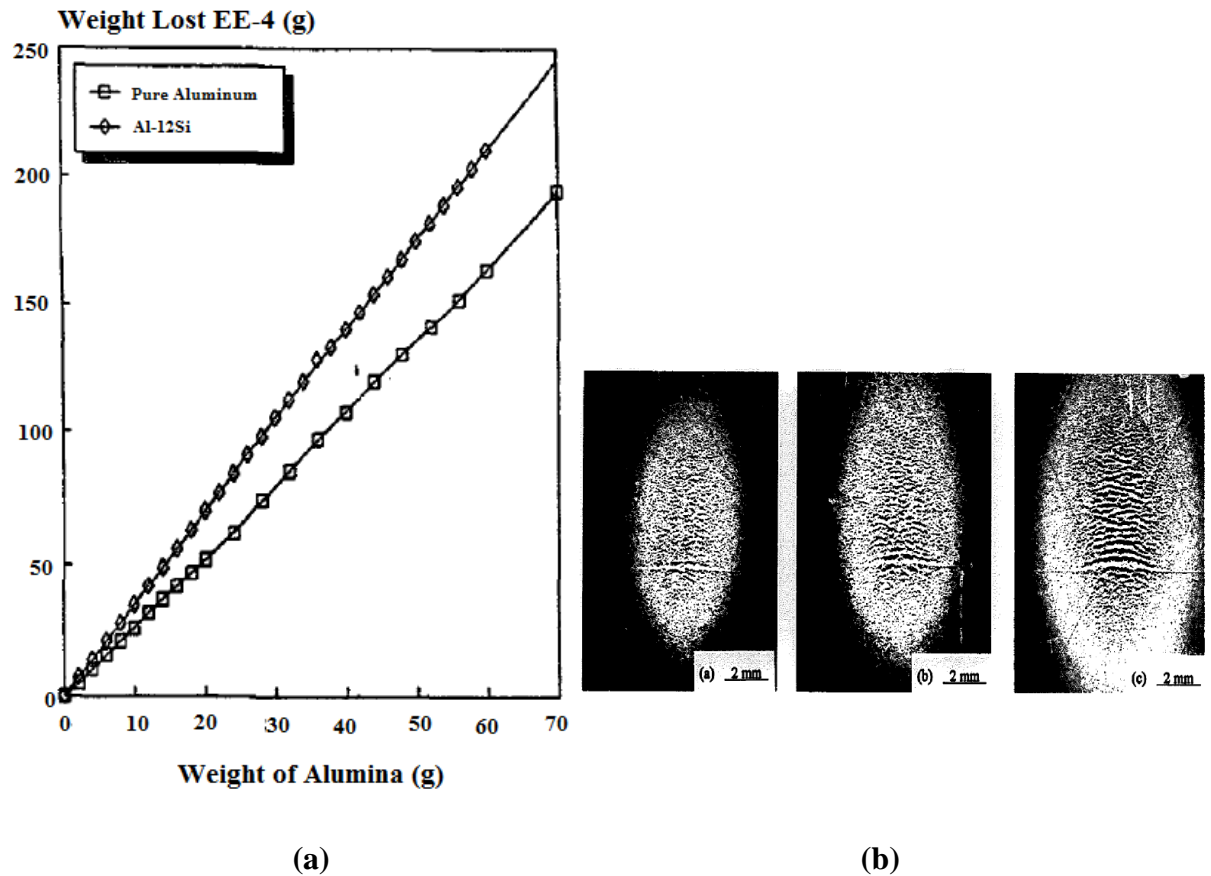 Weight Lost EE-4 (g)
250
200
150
100
50
0
Pure Aluminum
Al-12Si
0 10 20 30 40 50 60 70
Weight of Alumina (g)
(a) 2 mm
(b) 2 mm
(c) 2 mm
(a)
(b)